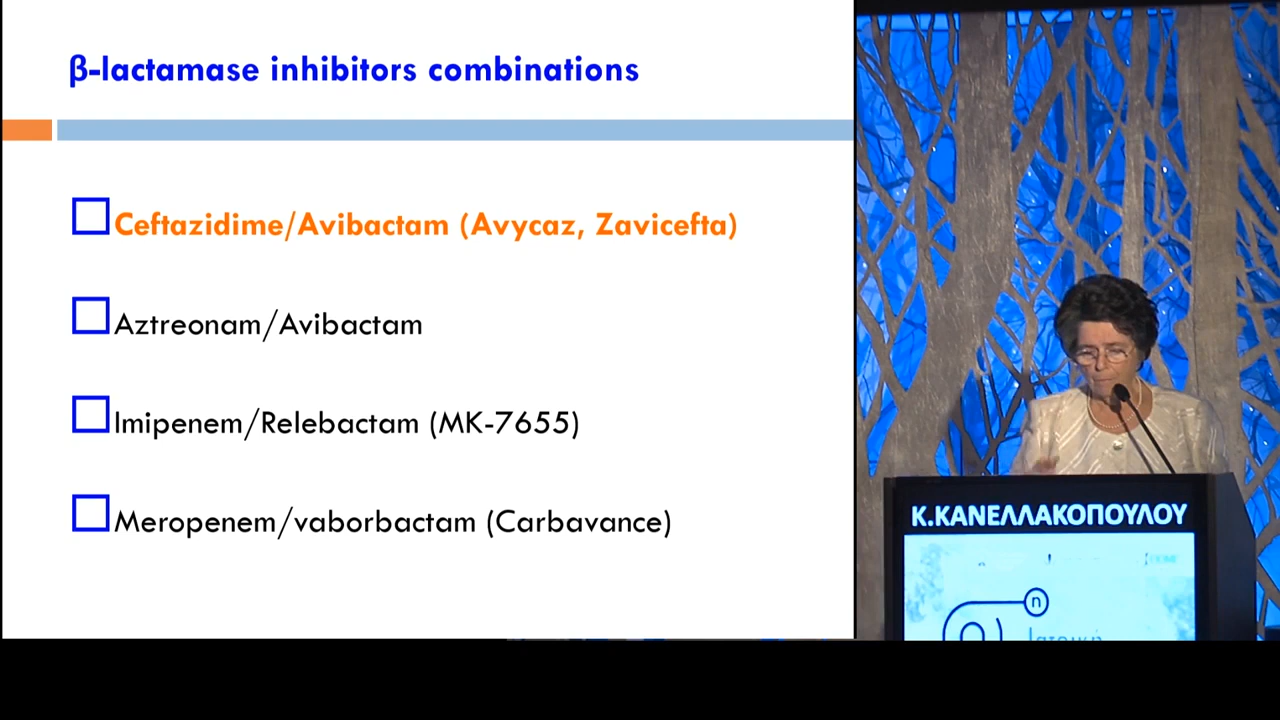 β-lactamase inhibitors combinations
Ceftazidime/Avibactam (Avycaz, Zavicefta)
Aztreonam/Avibactam
Imipenem/Relebactam (MK-7655)
Meropenem/vaborbactam (Carbavance)
Κ.ΚΑΝΕΛΛΑΚΟΠΟΥΛΟΥ
η